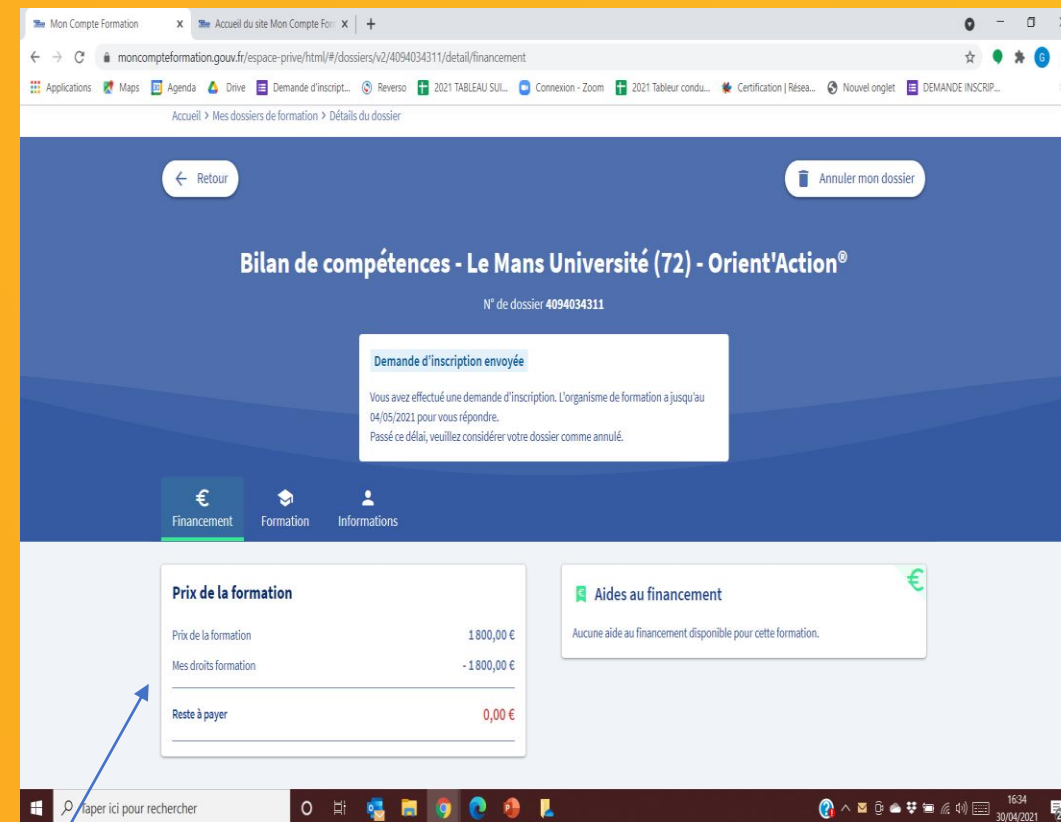 Mon Compte Formation
Accueil du site Mon Compte For
moncompteformation.gouv.fr/espace-prive/html/#/dossiers/v2/4094034311/detail/financement
G
Applications Maps Agenda Drive Demande d'inscript... Reverso 2021 TABLEAU SUI... Connexion - Zoom 2021 Tableur condu... Certification | Résea... Nouvel onglet DEMANDE INSCRIP...
Accueil > Mes dossiers de formation > Détails du dossier
Retour
Annuler mon dossier
Bilan de compétences - Le Mans Université (72) - Orient'Action®
N° de dossier 4094034311
Demande d'inscription envoyée
Vous avez effectué une demande d'inscription. L'organisme de formation a jusqu'au
04/05/2021 pour vous répondre.
Passé ce délai, veuillez considérer votre dossier comme annulé.
€
Financement Formation Informations
Prix de la formation
Prix de la formation 1 800,00 €
Mes droits formation - 1 800,00 €
Reste à payer 0,00 €
Aides au financement
€
Aucune aide au financement disponible pour cette formation.
Taper ici pour rechercher
16:34
30/04/2021